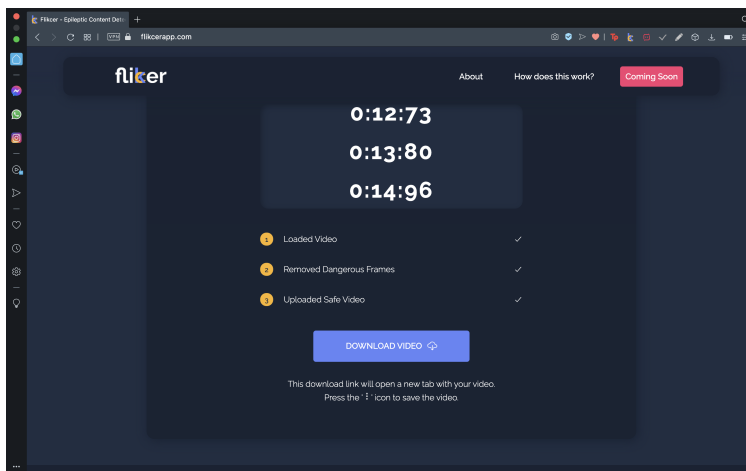 Flikcer - Epileptic Content Dete
VPN
flikcerapp.com
flikcer
About
How does this work?
Coming Soon
0:12:73
0:13:80
0:14:96
1 Loaded Video
2 Removed Dangerous Frames
3 Uploaded Safe Video
DOWNLOAD VIDEO
This download link will open a new tab with your video.
Press the ' ⋮ ' icon to save the video.